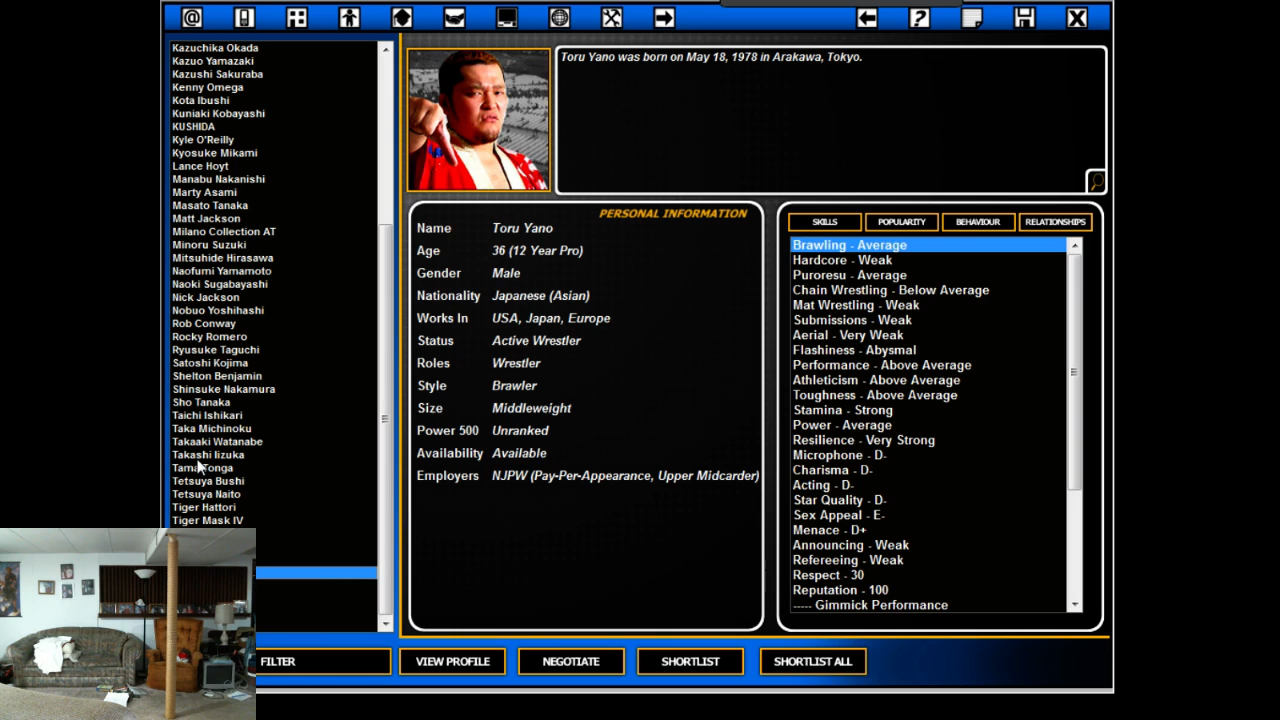 Kazuchika Okada
Kazuo Yamazaki
Kazushi Sakuraba
Kenny Omega
Kota Ibushi
Kuniaki Kobayashi
KUSHIDA
Kyle O'Reilly
Kyosuke Mikami
Lance Hoyt
Manabu Nakanishi
Marty Asami
Masato Tanaka
Matt Jackson
Milano Collection AT
Minoru Suzuki
Mitsuhide Hirasawa
Naofumi Yamamoto
Naoki Sugabayashi
Nick Jackson
Nobuo Yoshihashi
Rob Conway
Rocky Romero
Ryusuke Taguchi
Satoshi Kojima
Shelton Benjamin
Shinsuke Nakamura
Sho Tanaka
Taichi Ishikari
Taka Michinoku
Takaaki Watanabe
Takashi Iizuka
Tama Tonga
Tetsuya Bushi
Tetsuya Naito
Tiger Hattori
Tiger Mask IV
Toru Yano was born on May 18, 1978 in Arakawa, Tokyo.
PERSONAL INFORMATION
Name Toru Yano
Age 36 (12 Year Pro)
Gender Male
Nationality Japanese (Asian)
Works In USA, Japan, Europe
Status Active Wrestler
Roles Wrestler
Style Brawler
Size Middleweight
Power 500 Unranked
Availability Available
Employers NJPW (Pay-Per-Appearance, Upper Midcarder)
SKILLS POPULARITY BEHAVIOUR RELATIONSHIPS
Brawling - Average
Hardcore - Weak
Puroresu - Average
Chain Wrestling - Below Average
Mat Wrestling - Weak
Submissions - Weak
Aerial - Very Weak
Flashiness - Abysmal
Performance - Above Average
Athleticism - Above Average
Toughness - Above Average
Stamina - Strong
Power - Average
Resilience - Very Strong
Microphone - D-
Charisma - D-
Acting - D-
Star Quality - D-
Sex Appeal - E-
Menace - D+
Announcing - Weak
Refereeing - Weak
Respect - 30
Reputation - 100
----- Gimmick Performance
FILTER VIEW PROFILE NEGOTIATE SHORTLIST SHORTLIST ALL